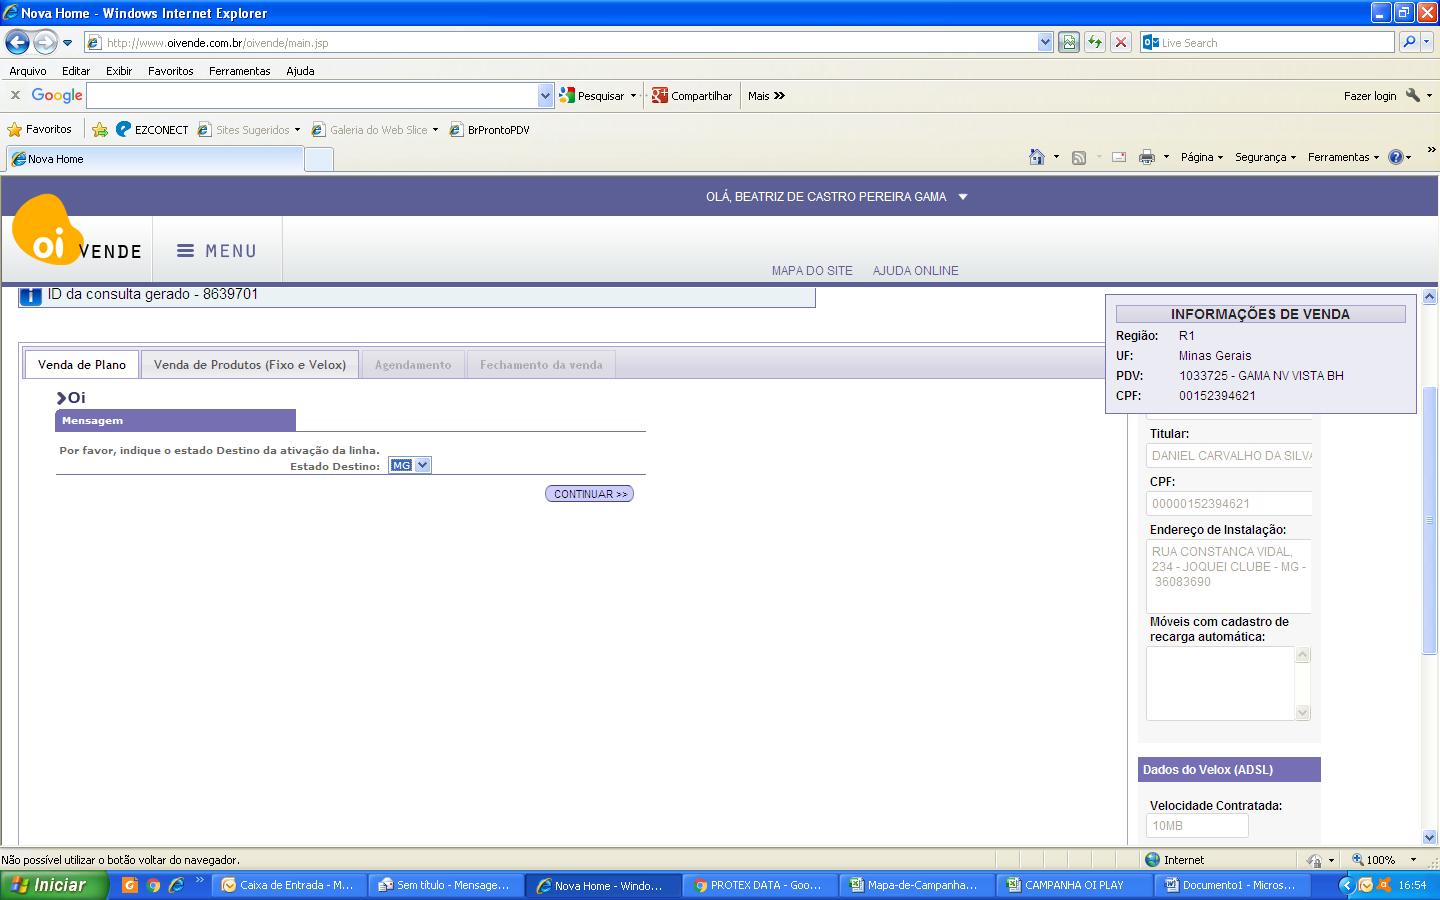 Nova Home - Windows Internet Explorer
http://www.oivende.com.br/oivende/main.jsp
Live Search
Arquivo Editar Exibir Favoritos Ferramentas Ajuda
x Google Pesquisar Compartilhar Mais » Fazer login
Favoritos EZCONECT Sites Sugeridos Galeria do Web Slice BrProntoPDV
Nova Home Página Segurança Ferramentas »
OLÁ, BEATRIZ DE CASTRO PEREIRA GAMA
oi VENDE MENU
MAPA DO SITE AJUDA ONLINE
ID da consulta gerado - 8639701
INFORMAÇÕES DE VENDA
Região: R1
UF: Minas Gerais
PDV: 1033725 - GAMA NV VISTA BH
CPF: 00152394621
Venda de Plano Venda de Produtos (Fixo e Velox) Agendamento Fechamento da venda
Oi
Mensagem
Por favor, indique o estado Destino da ativação da linha.
Estado Destino: MG
CONTINUAR >>
Titular:
DANIEL CARVALHO DA SILVA
CPF:
00000152394621
Endereço de Instalação:
RUA CONSTANCA VIDAL,
234 - JOQUEI CLUBE - MG -
36083690
Móveis com cadastro de
recarga automática:
Dados do Velox (ADSL)
Velocidade Contratada:
10MB
Não possível utilizar o botão voltar do navegador.
Internet 100%
Iniciar » Caixa de Entrada - M... Sem título - Mensage... Nova Home - Windo... PROTEX DATA - Goo... Mapa-de-Campanha... CAMPANHA OI PLAY Documento1 - Micros... 16:54